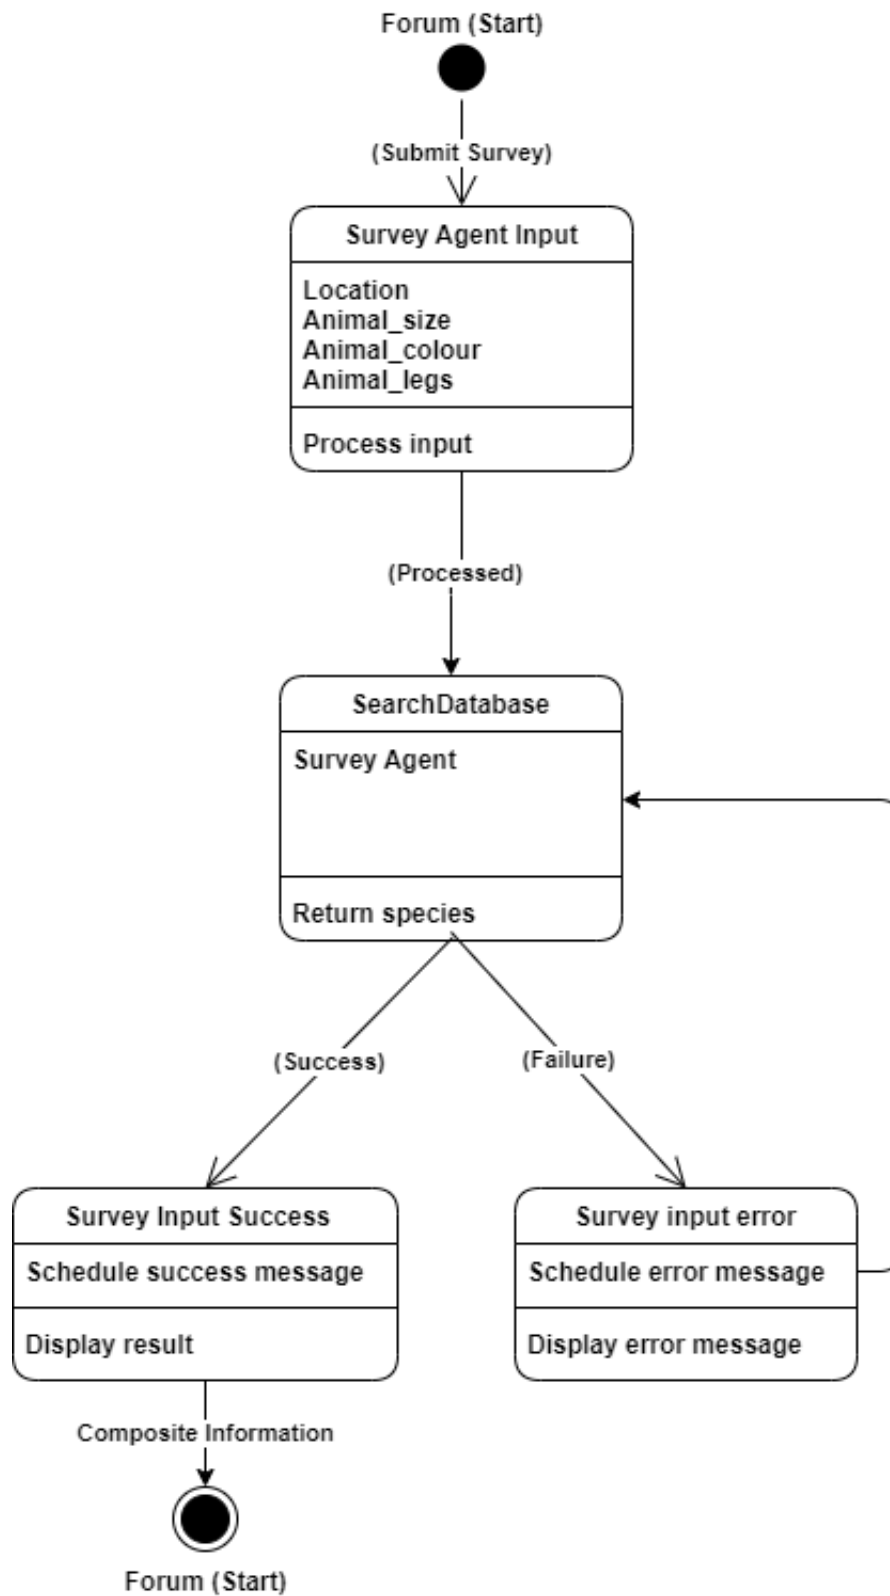 Forum (Start)
(Submit Survey)
Survey Agent Input
Location
Animal_size
Animal_colour
Animal_legs
Process input
(Processed)
SearchDatabase
Survey Agent
Return species
(Success)
(Failure)
Survey Input Success
Schedule success message
Display result
Survey input error
Schedule error message
Display error message
Composite Information
Forum (Start)